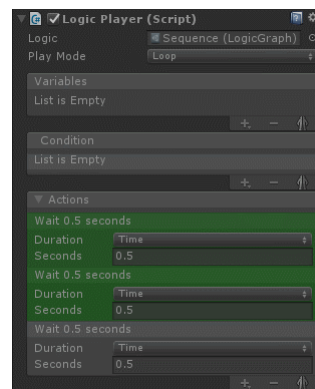 Logic Player (Script)
Logic Sequence (LogicGraph)
Play Mode Loop
Variables
List is Empty
Condition
List is Empty
Actions
Wait 0.5 seconds
Duration Time
Seconds 0.5
Wait 0.5 seconds
Duration Time
Seconds 0.5
Wait 0.5 seconds
Duration Time
Seconds 0.5